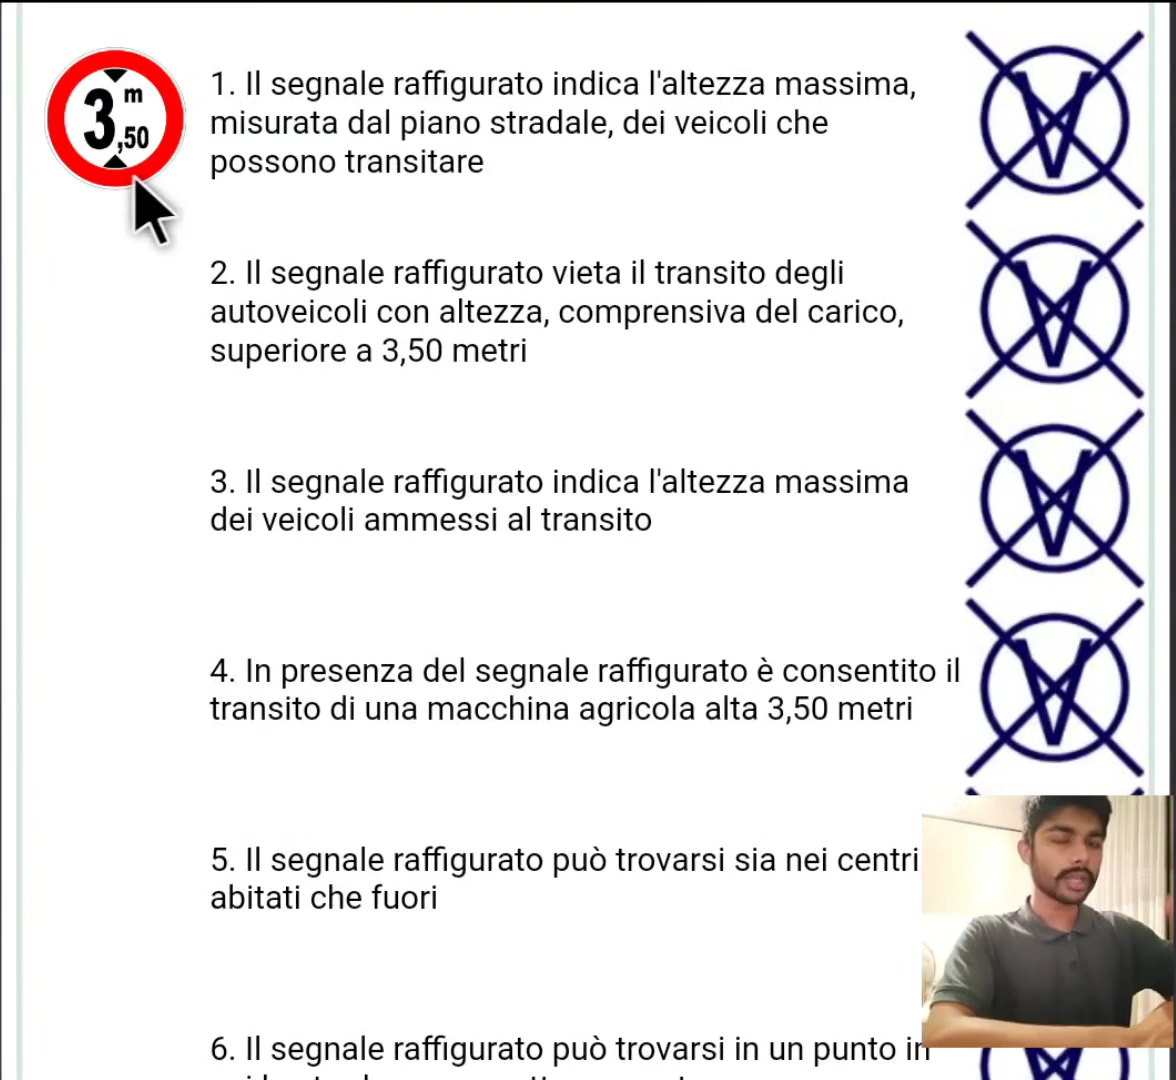 3,50 m
1. Il segnale raffigurato indica l'altezza massima,
misurata dal piano stradale, dei veicoli che
possono transitare
V
2. Il segnale raffigurato vieta il transito degli
autoveicoli con altezza, comprensiva del carico,
superiore a 3,50 metri
V
3. Il segnale raffigurato indica l'altezza massima
dei veicoli ammessi al transito
V
4. In presenza del segnale raffigurato è consentito il
transito di una macchina agricola alta 3,50 metri
V
5. Il segnale raffigurato può trovarsi sia nei centri
abitati che fuori
6. Il segnale raffigurato può trovarsi in un punto in